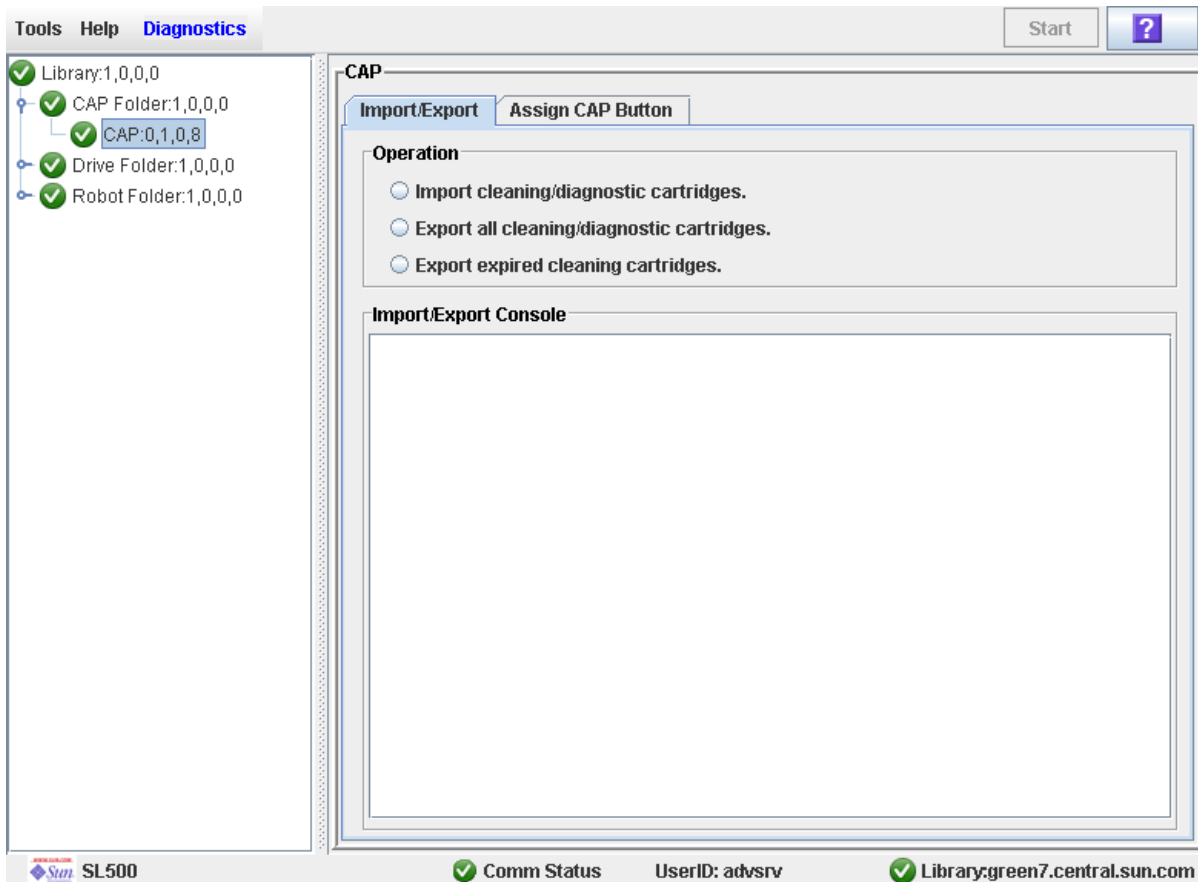 Tools Help Diagnostics
Start
?
Library:1,0,0,0
CAP Folder:1,0,0,0
CAP:0,1,0,8
Drive Folder:1,0,0,0
Robot Folder:1,0,0,0
CAP
Import/Export Assign CAP Button
Operation
Import cleaning/diagnostic cartridges.
Export all cleaning/diagnostic cartridges.
Export expired cleaning cartridges.
Import/Export Console
Sun SL500 Comm Status UserID: advsrv Library:green7.central.sun.com